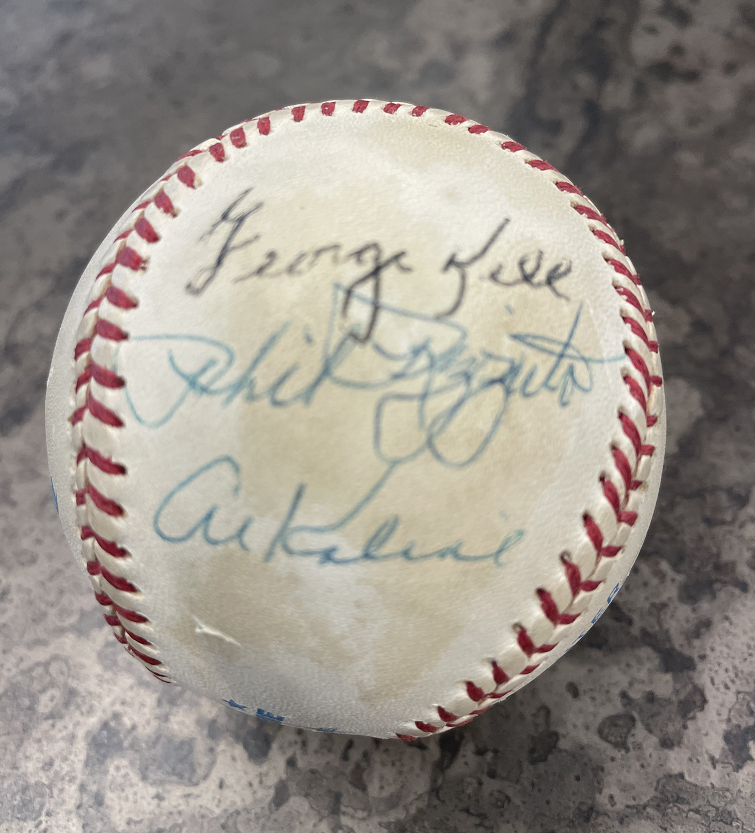 George Kell
Phil Rizzuto
Al Kaline